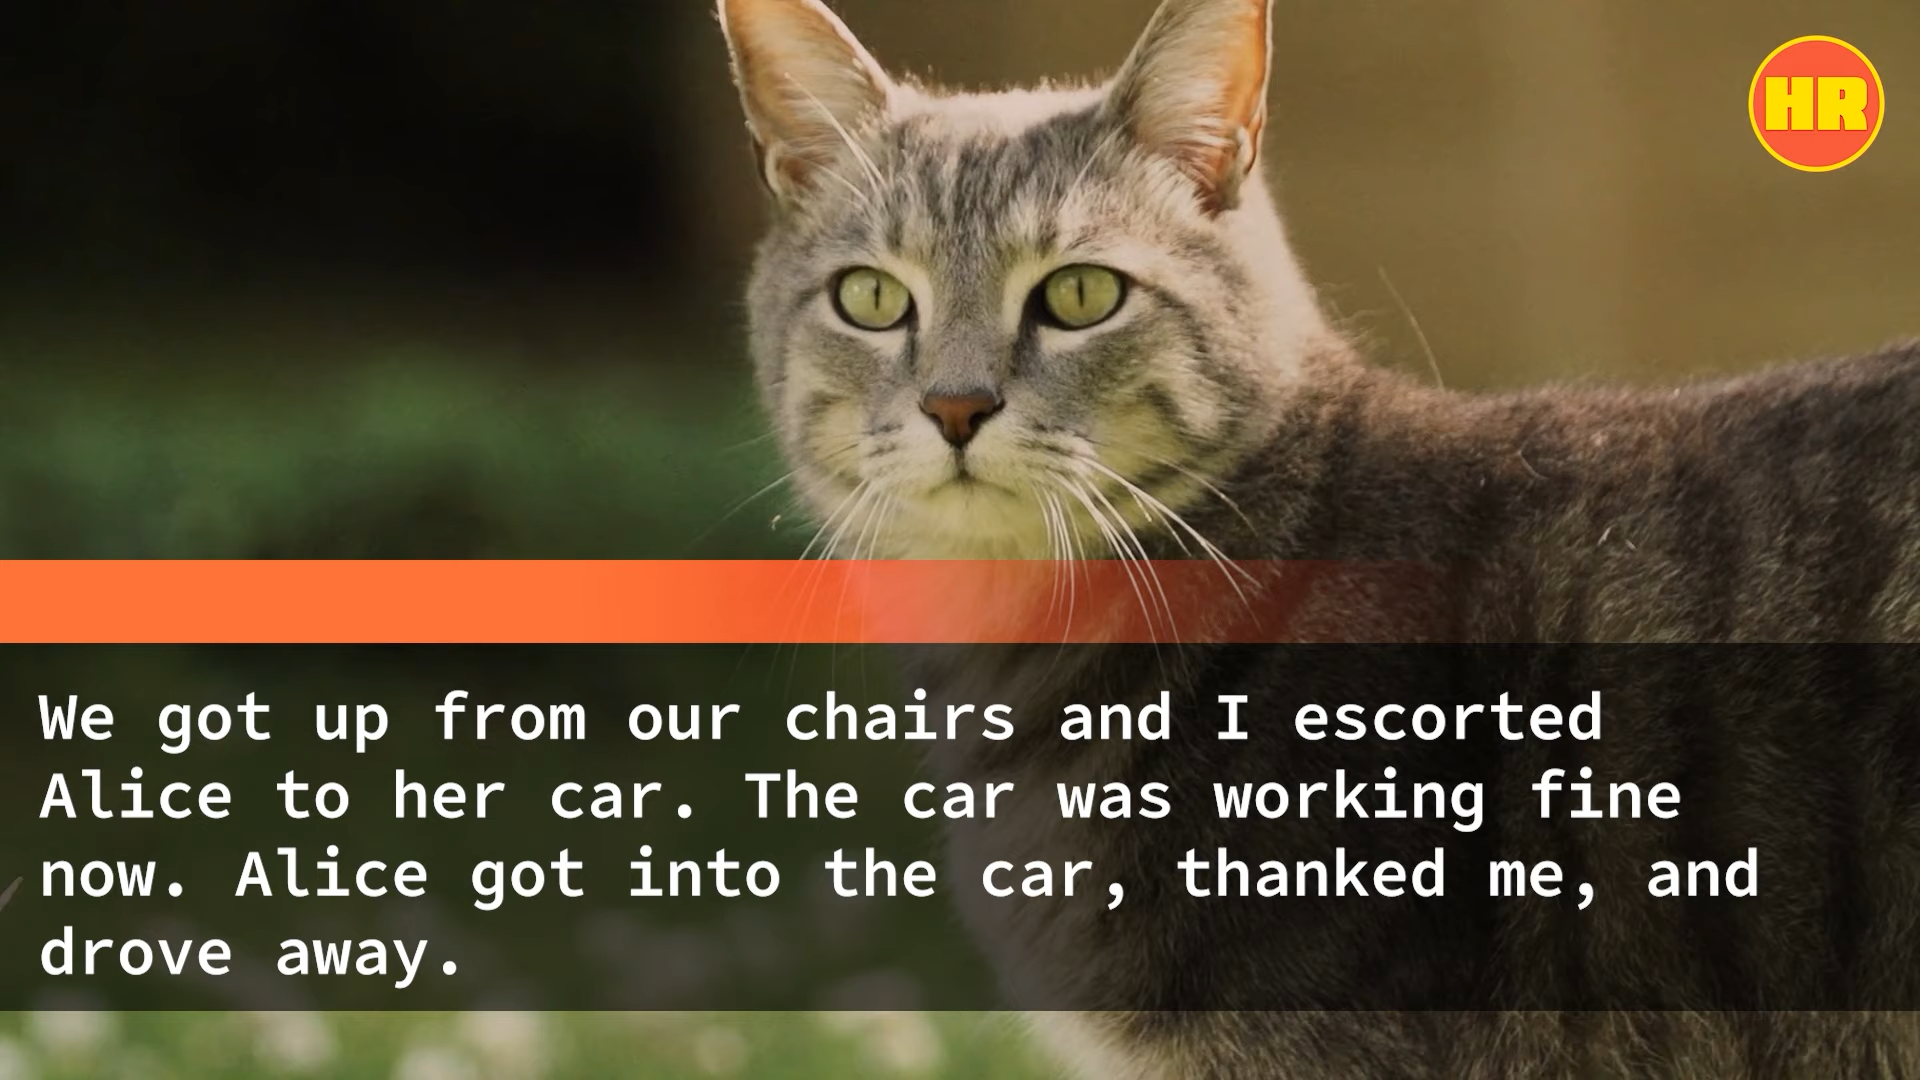 HR
We got up from our chairs and I escorted
Alice to her car. The car was working fine
now. Alice got into the car, thanked me, and
drove away.